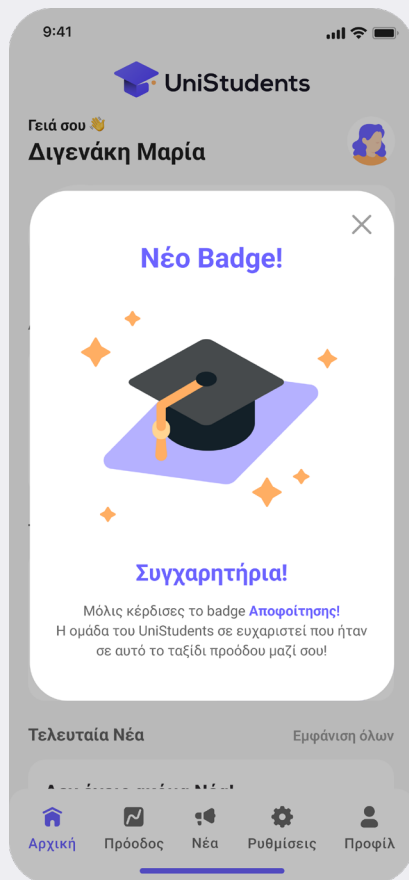 9:41
UniStudents
Γειά σου 👋
Διγενάκη Μαρία
Νέο Badge!
Συγχαρητήρια!
Μόλις κέρδισες το badge Αποφοίτησης!
Η ομάδα του UniStudents σε ευχαριστεί που ήταν
σε αυτό το ταξίδι προόδου μαζί σου!
Τελευταία Νέα
Εμφάνιση όλων
Αρχική
Πρόοδος
Νέα
Ρυθμίσεις
Προφίλ